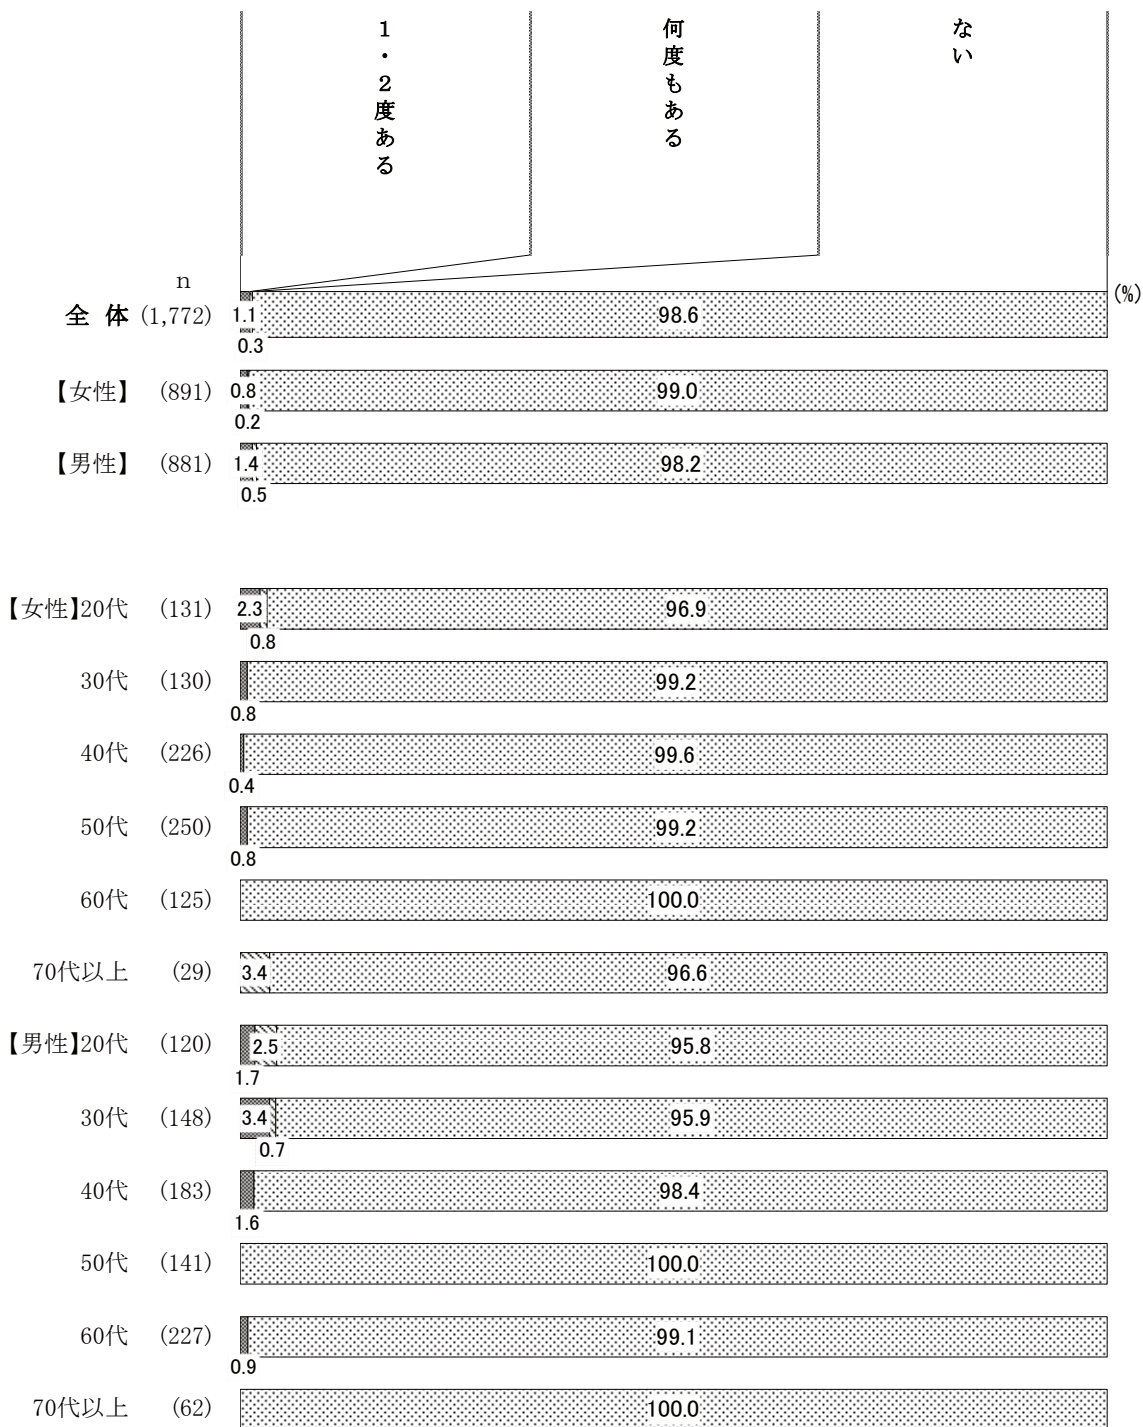 1・2度ある
何度もある
ない
n
(%)
全 体 (1,772) 1.1 98.6
0.3
【女性】 (891) 0.8 99.0
0.2
【男性】 (881) 1.4 98.2
0.5
【女性】20代 (131) 2.3 96.9
0.8
30代 (130) 99.2
0.8
40代 (226) 99.6
0.4
50代 (250) 99.2
0.8
60代 (125) 100.0
70代以上 (29) 3.4 96.6
【男性】20代 (120) 2.5 95.8
1.7
30代 (148) 3.4 95.9
0.7
40代 (183) 98.4
1.6
50代 (141) 100.0
60代 (227) 99.1
0.9
70代以上 (62) 100.0